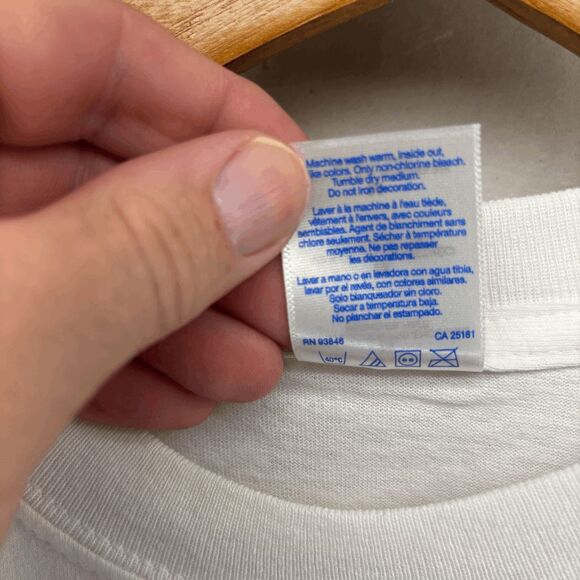 Machine wash warm, inside out,
like colors. Only non-chlorine bleach.
Tumble dry medium.
Do not iron decoration.
Laver à la machine à l'eau tiède,
vêtement à l'envers, avec couleurs
semblables. Agent de blanchiment sans
chlore seulement. Sécher à température
moyenne. Ne pas repasser
les décorations.
Lavar a mano o en lavadora con agua tibia,
lavar por el revés, con colores similares.
Solo blanqueador sin cloro.
Secar a temperatura baja.
No planchar el estampado.
RN 93846 CA 25161
40°C